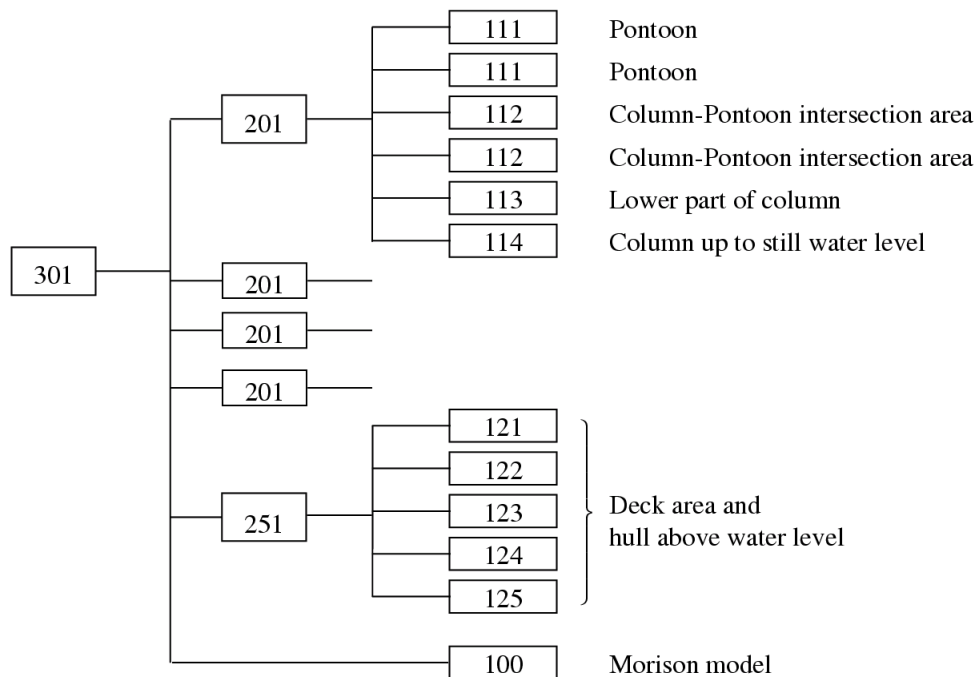 111 Pontoon
111 Pontoon
201
112 Column-Pontoon intersection area
112 Column-Pontoon intersection area
113 Lower part of column
114 Column up to still water level
301
201
201
201
121
122
251
123
124
125
Deck area and
hull above water level
100 Morison model